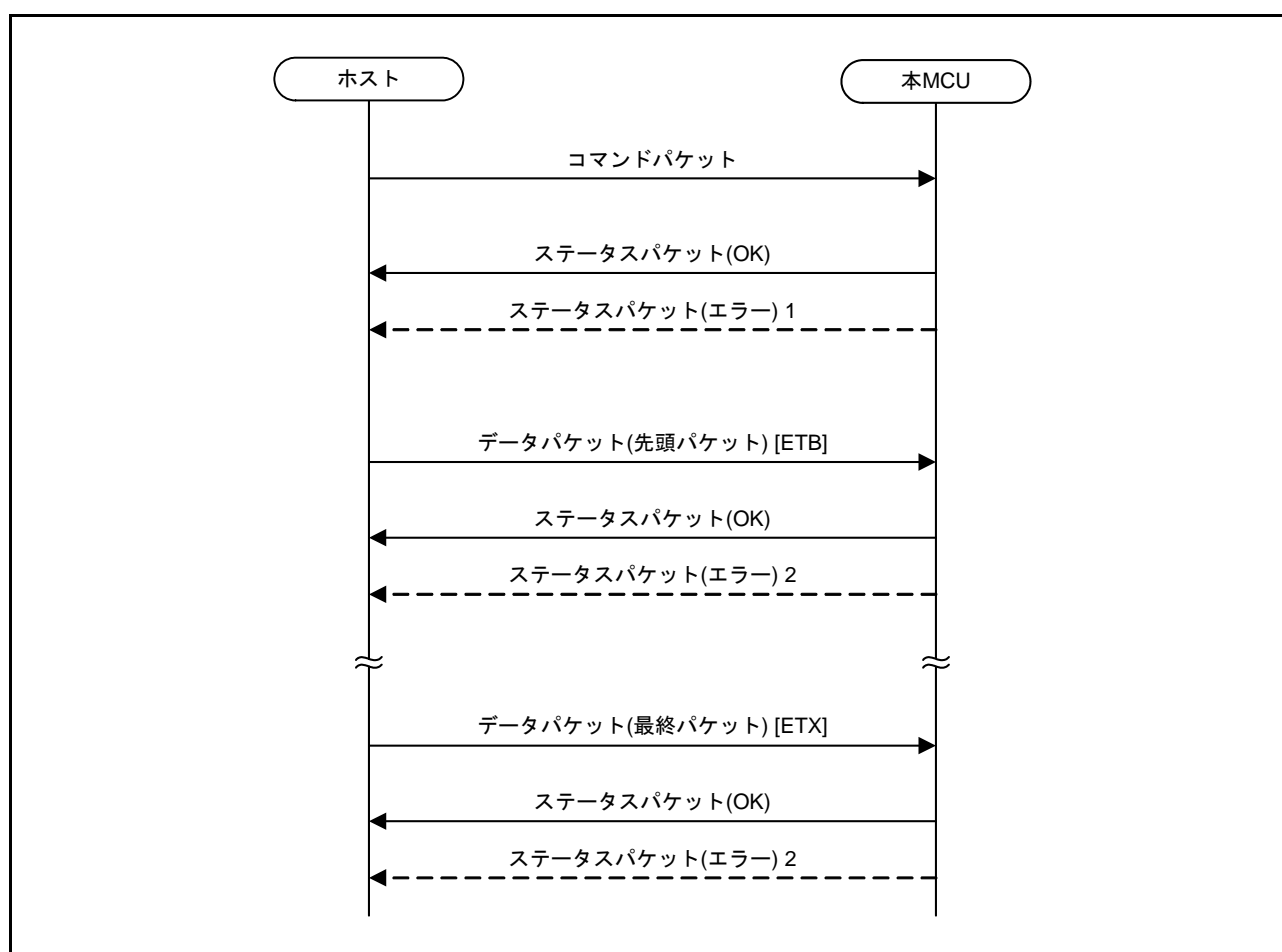 ホスト
本MCU
コマンドパケット
ステータスパケット(OK)
ステータスパケット(エラー) 1
データパケット(先頭パケット) [ETB]
ステータスパケット(OK)
ステータスパケット(エラー) 2
データパケット(最終パケット) [ETX]
ステータスパケット(OK)
ステータスパケット(エラー) 2